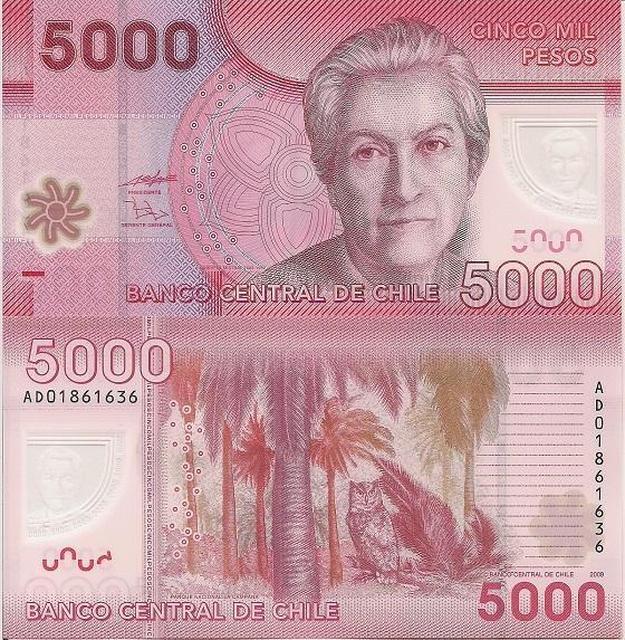 5000
CINCO MIL
PESOS
PRESIDENTE
GERENTE GENERAL
5000
BANCO CENTRAL DE CHILE
5000
5000
AD01861636
AD01861636
PARQUE NACIONAL LA CAMPANA
© BANCO CENTRAL DE CHILE 2009
BANCO CENTRAL DE CHILE
5000